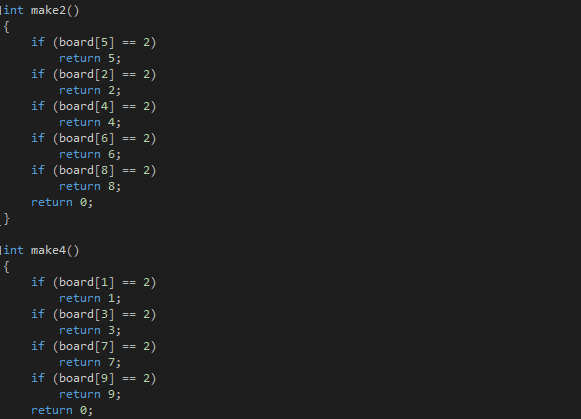 int make2()
{
    if (board[5] == 2)
        return 5;
    if (board[2] == 2)
        return 2;
    if (board[4] == 2)
        return 4;
    if (board[6] == 2)
        return 6;
    if (board[8] == 2)
        return 8;
    return 0;
}

int make4()
{
    if (board[1] == 2)
        return 1;
    if (board[3] == 2)
        return 3;
    if (board[7] == 2)
        return 7;
    if (board[9] == 2)
        return 9;
    return 0;